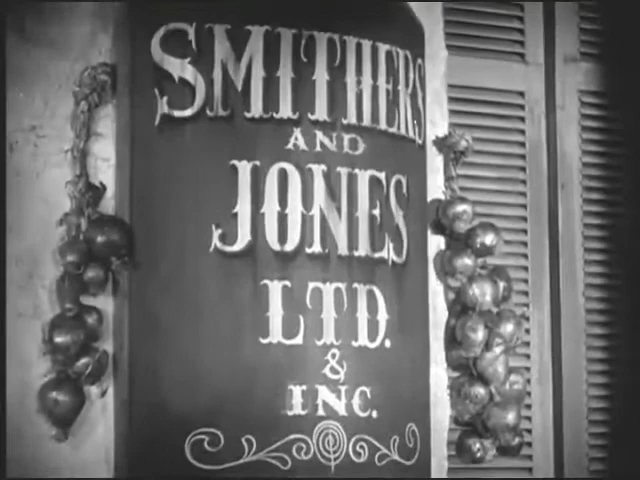 SMITHERS
AND
JONES
LTD.
&
INC.